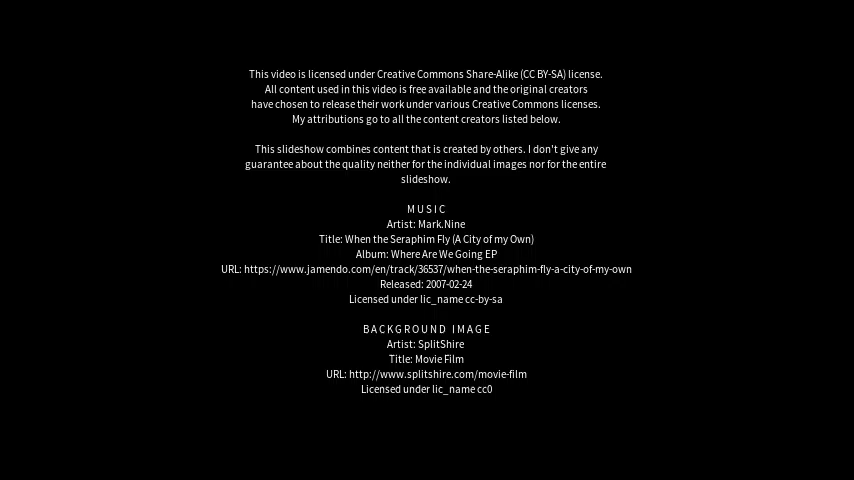 This video is licensed under Creative Commons Share-Alike (CC BY-SA) license.
All content used in this video is free available and the original creators
have chosen to release their work under various Creative Commons licenses.
My attributions go to all the content creators listed below.
This slideshow combines content that is created by others. I don't give any
guarantee about the quality neither for the individual images nor for the entire
slideshow.
MUSIC
Artist: Mark.Nine
Title: When the Seraphim Fly (A City of my Own)
Album: Where Are We Going EP
URL: https://www.jamendo.com/en/track/36537/when-the-seraphim-fly-a-city-of-my-own
Released: 2007-02-24
Licensed under lic_name cc-by-sa
BACKGROUND IMAGE
Artist: SplitShire
Title: Movie Film
URL: http://www.splitshire.com/movie-film
Licensed under lic_name cc0